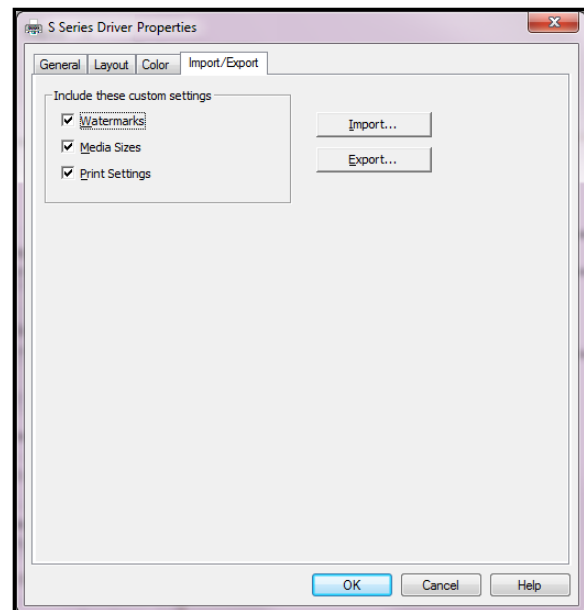 S Series Driver Properties
General Layout Color Import/Export
Include these custom settings
Watermarks
Media Sizes
Print Settings
Import...
Export...
OK Cancel Help